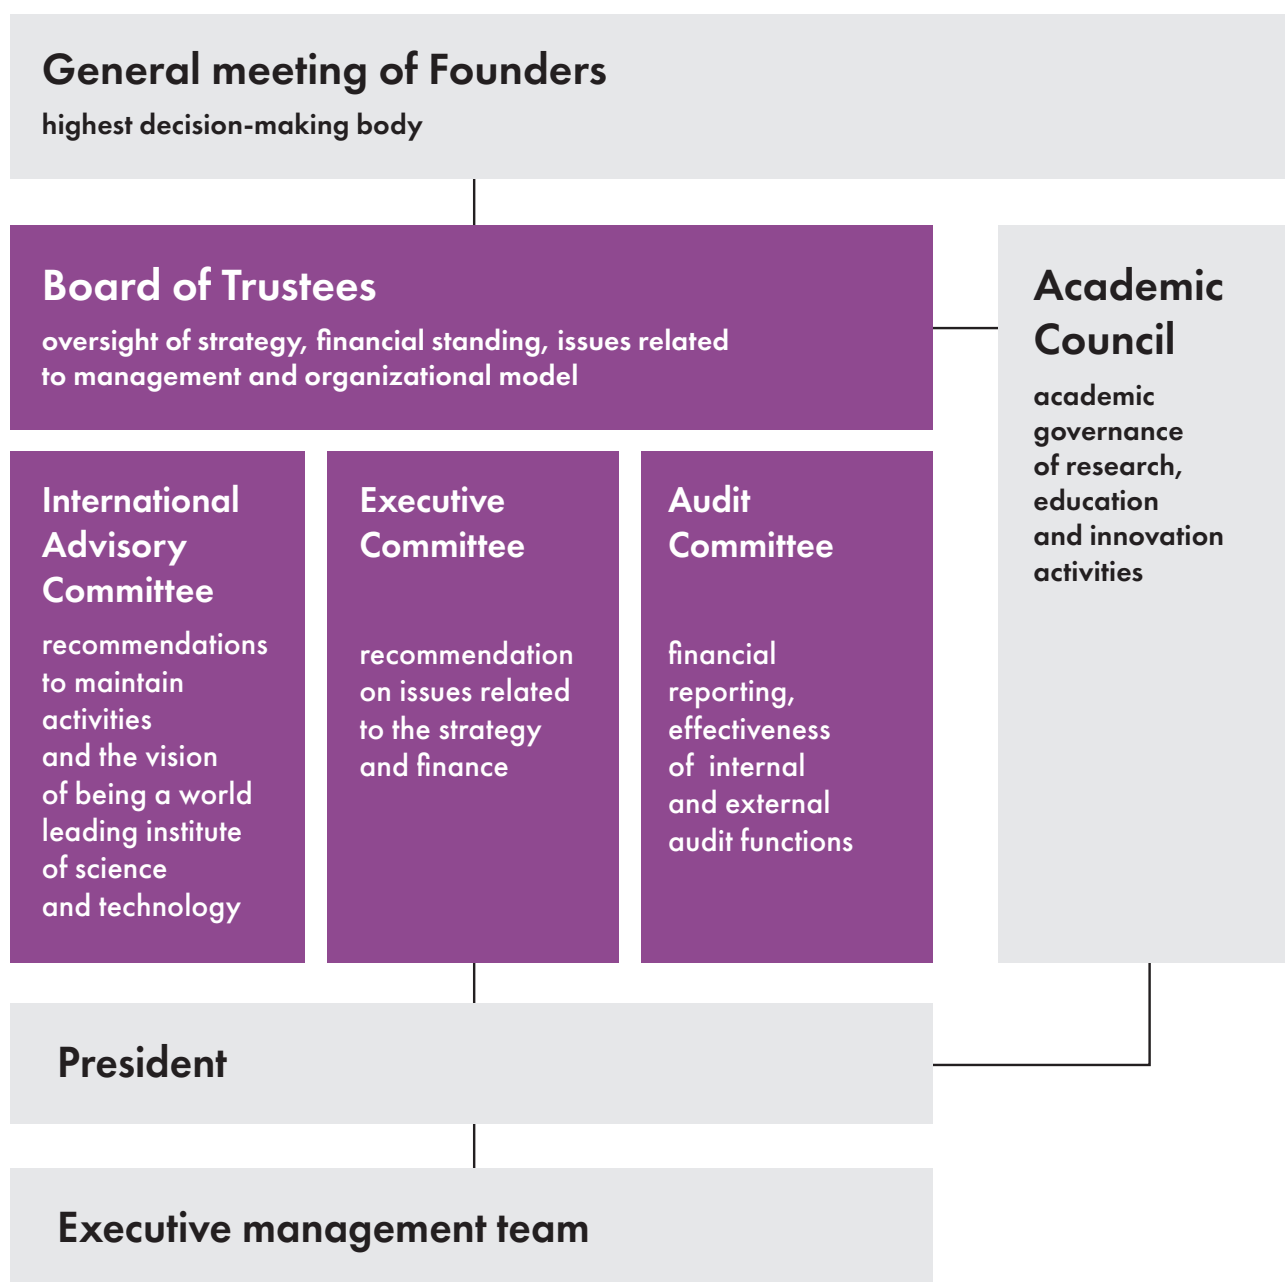 General meeting of Founders
highest decision-making body
Board of Trustees
oversight of strategy, financial standing, issues related
to management and organizational model
Academic
Council
academic
governance
of research,
education
and innovation
activities
International
Advisory
Committee
recommendations
to maintain
activities
and the vision
of being a world
leading institute
of science
and technology
Executive
Committee
recommendation
on issues related
to the strategy
and finance
Audit
Committee
financial
reporting,
effectiveness
of internal
and external
audit functions
President
Executive management team